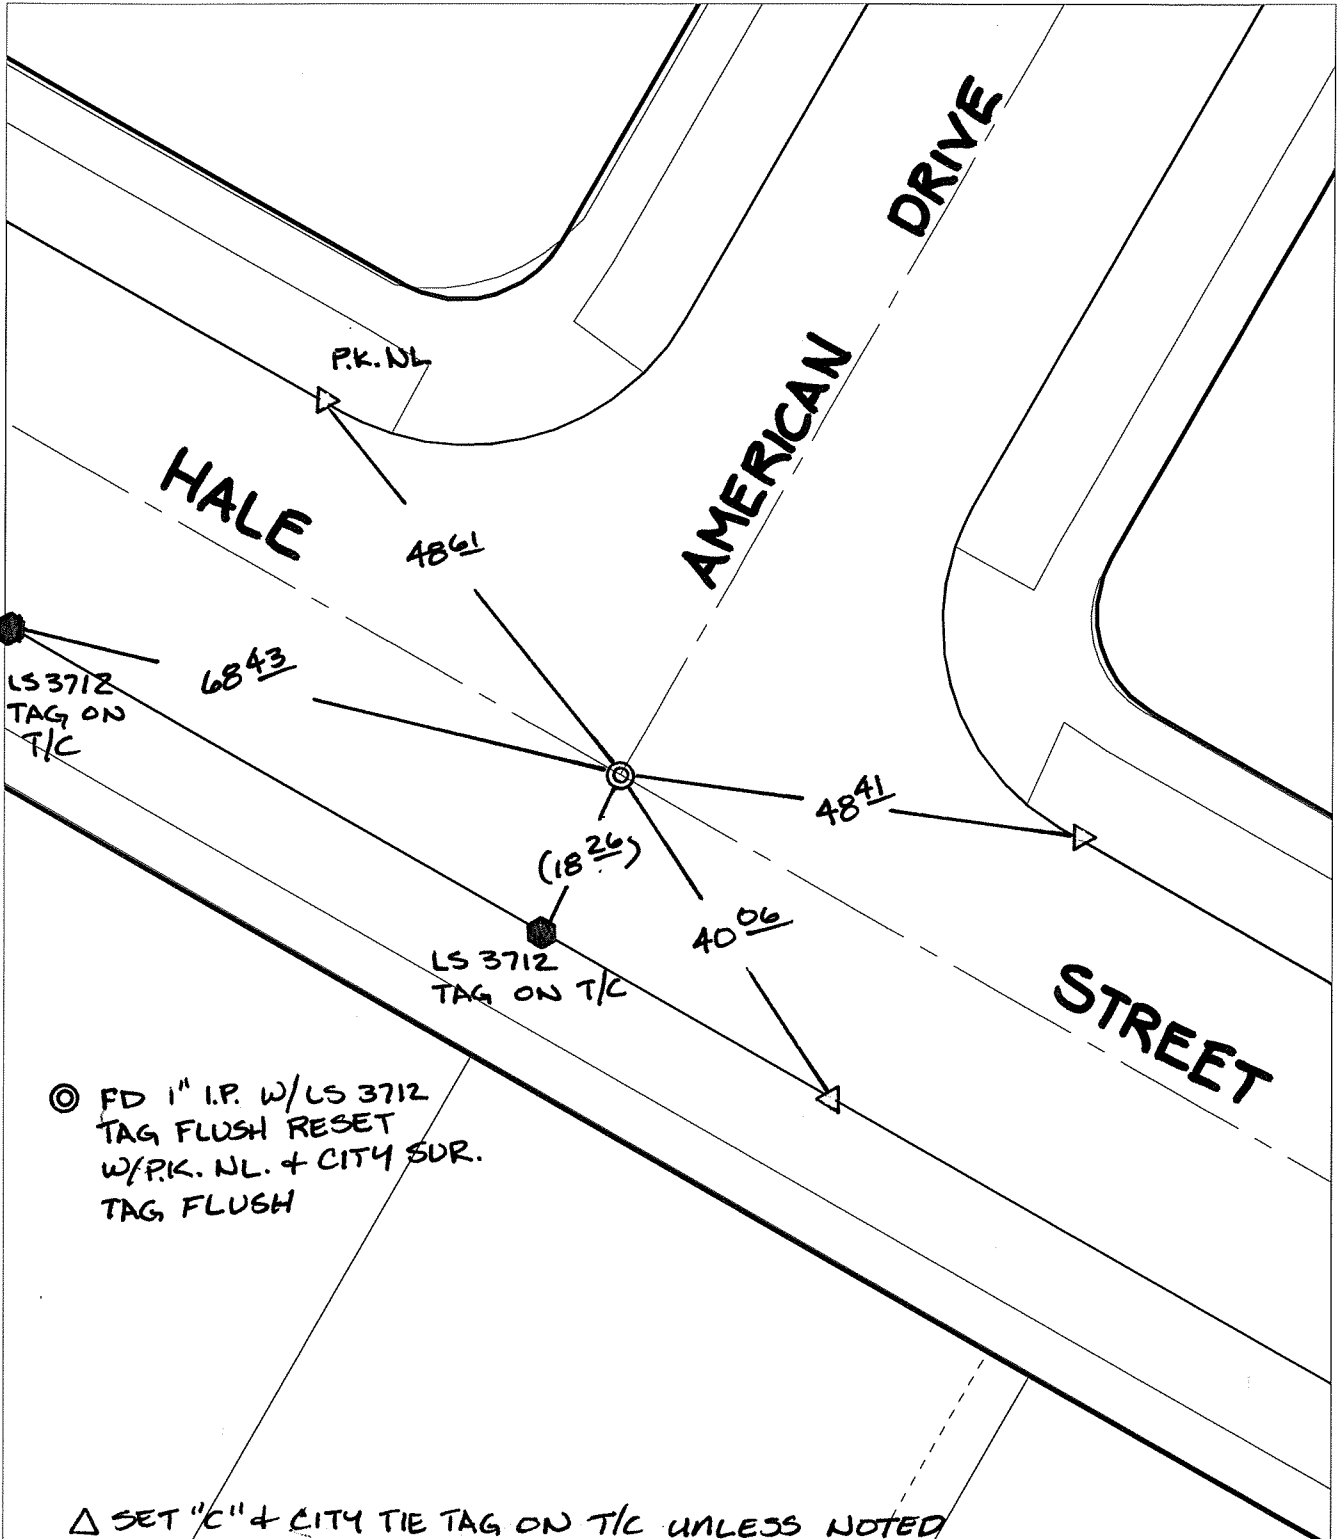 DRIVE
P.K. NL
AMERICAN
HALE
48 61
68 43
LS 3712
TAG ON
T/C
48 41
(18 26)
40 06
LS 3712
TAG ON T/C
STREET
FD 1" I.P. W/LS 3712
TAG FLUSH RESET
W/P.K. NL. & CITY SUR.
TAG FLUSH
△ SET "C" & CITY TIE TAG ON T/C UNLESS NOTED